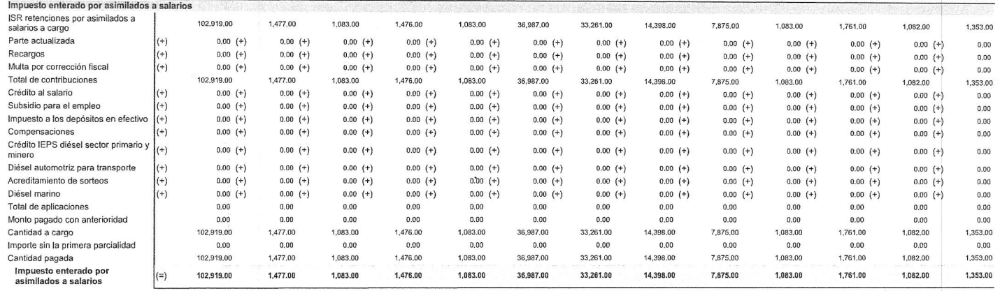 Impuesto enterado por asimilados a salarios
ISR retenciones por asimilados a
salarios a cargo 102,919.00 1,477.00 1,083.00 1,476.00 1,083.00 36,987.00 33,261.00 14,398.00 7,875.00 1,083.00 1,761.00 1,082.00 1,353.00
Parte actualizada (+) 0.00 (+) 0.00 (+) 0.00 (+) 0.00 (+) 0.00 (+) 0.00 (+) 0.00 (+) 0.00 (+) 0.00 (+) 0.00 (+) 0.00 (+) 0.00 (+) 0.00
Recargos (+) 0.00 (+) 0.00 (+) 0.00 (+) 0.00 (+) 0.00 (+) 0.00 (+) 0.00 (+) 0.00 (+) 0.00 (+) 0.00 (+) 0.00 (+) 0.00 (+) 0.00
Multa por corrección fiscal (+) 0.00 (+) 0.00 (+) 0.00 (+) 0.00 (+) 0.00 (+) 0.00 (+) 0.00 (+) 0.00 (+) 0.00 (+) 0.00 (+) 0.00 (+) 0.00 (+) 0.00
Total de contribuciones 102,919.00 1,477.00 1,083.00 1,476.00 1,083.00 36,987.00 33,261.00 14,398.00 7,875.00 1,083.00 1,761.00 1,082.00 1,353.00
Crédito al salario (+) 0.00 (+) 0.00 (+) 0.00 (+) 0.00 (+) 0.00 (+) 0.00 (+) 0.00 (+) 0.00 (+) 0.00 (+) 0.00 (+) 0.00 (+) 0.00 (+) 0.00
Subsidio para el empleo (+) 0.00 (+) 0.00 (+) 0.00 (+) 0.00 (+) 0.00 (+) 0.00 (+) 0.00 (+) 0.00 (+) 0.00 (+) 0.00 (+) 0.00 (+) 0.00 (+) 0.00
Impuesto a los depósitos en efectivo (+) 0.00 (+) 0.00 (+) 0.00 (+) 0.00 (+) 0.00 (+) 0.00 (+) 0.00 (+) 0.00 (+) 0.00 (+) 0.00 (+) 0.00 (+) 0.00 (+) 0.00
Compensaciones (+) 0.00 (+) 0.00 (+) 0.00 (+) 0.00 (+) 0.00 (+) 0.00 (+) 0.00 (+) 0.00 (+) 0.00 (+) 0.00 (+) 0.00 (+) 0.00 (+) 0.00
Crédito IEPS diésel sector primario y
minero (+) 0.00 (+) 0.00 (+) 0.00 (+) 0.00 (+) 0.00 (+) 0.00 (+) 0.00 (+) 0.00 (+) 0.00 (+) 0.00 (+) 0.00 (+) 0.00 (+) 0.00
Diésel automotriz para transporte (+) 0.00 (+) 0.00 (+) 0.00 (+) 0.00 (+) 0.00 (+) 0.00 (+) 0.00 (+) 0.00 (+) 0.00 (+) 0.00 (+) 0.00 (+) 0.00 (+) 0.00
Acreditamiento de sorteos (+) 0.00 (+) 0.00 (+) 0.00 (+) 0.00 (+) 0.00 (+) 0.00 (+) 0.00 (+) 0.00 (+) 0.00 (+) 0.00 (+) 0.00 (+) 0.00 (+) 0.00
Diésel marino (+) 0.00 (+) 0.00 (+) 0.00 (+) 0.00 (+) 0.00 (+) 0.00 (+) 0.00 (+) 0.00 (+) 0.00 (+) 0.00 (+) 0.00 (+) 0.00 (+) 0.00
Total de aplicaciones 0.00 0.00 0.00 0.00 0.00 0.00 0.00 0.00 0.00 0.00 0.00 0.00 0.00
Monto pagado con anterioridad 0.00 0.00 0.00 0.00 0.00 0.00 0.00 0.00 0.00 0.00 0.00 0.00 0.00
Cantidad a cargo 102,919.00 1,477.00 1,083.00 1,476.00 1,083.00 36,987.00 33,261.00 14,398.00 7,875.00 1,083.00 1,761.00 1,082.00 1,353.00
Importe sin la primera parcialidad 0.00 0.00 0.00 0.00 0.00 0.00 0.00 0.00 0.00 0.00 0.00 0.00 0.00
Cantidad pagada 102,919.00 1,477.00 1,083.00 1,476.00 1,083.00 36,987.00 33,261.00 14,398.00 7,875.00 1,083.00 1,761.00 1,082.00 1,353.00
Impuesto enterado por
asimilados a salarios (=) 102,919.00 1,477.00 1,083.00 1,476.00 1,083.00 36,987.00 33,261.00 14,398.00 7,875.00 1,083.00 1,761.00 1,082.00 1,353.00